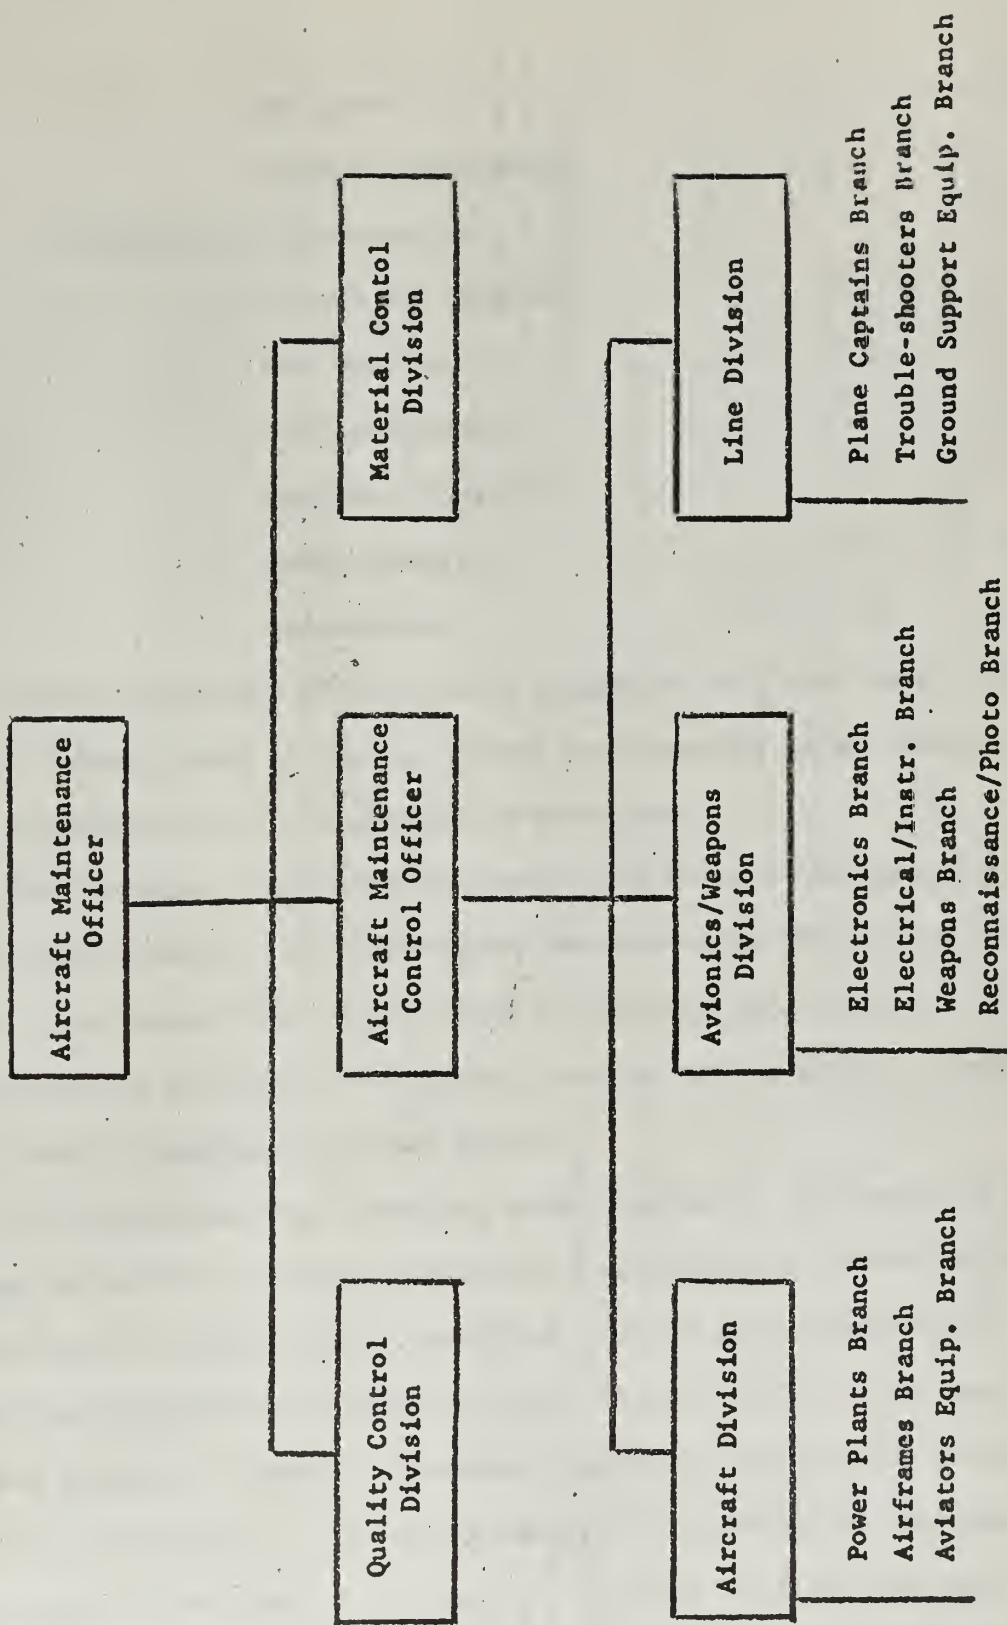 Aircraft Maintenance
Officer
Quality Control
Division
Aircraft Maintenance
Control Officer
Material Contol
Division
Aircraft Division
Avionics/Weapons
Division
Line Division
Power Plants Branch
Airframes Branch
Aviators Equip. Branch
Electronics Branch
Electrical/Instr. Branch
Weapons Branch
Reconnaissance/Photo Branch
Plane Captains Branch
Trouble-shooters Branch
Ground Support Equip. Branch